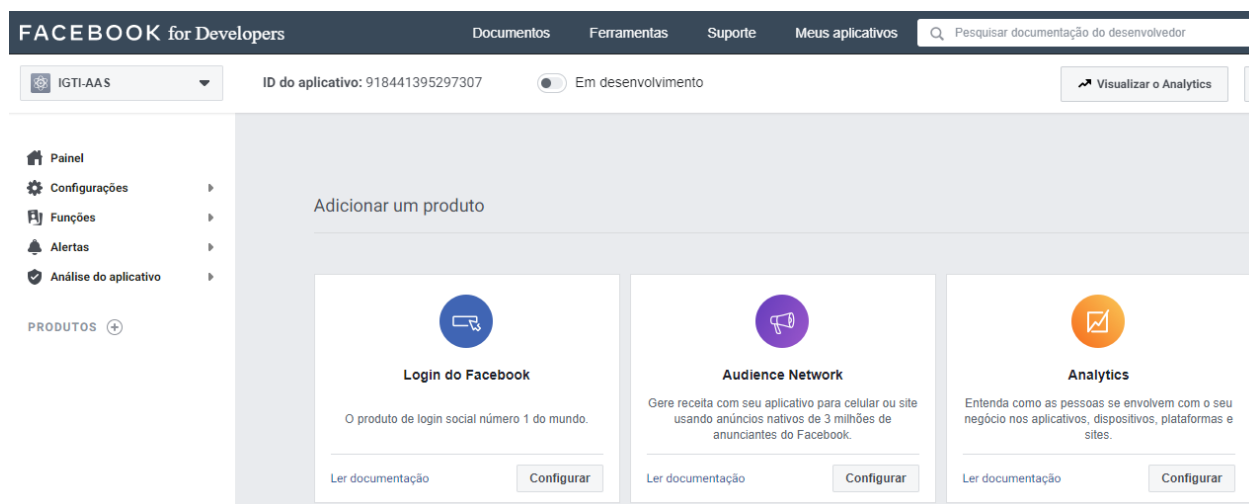 FACEBOOK for Developers
Documentos Ferramentas Suporte Meus aplicativos Pesquisar documentação do desenvolvedor
IGTI-AAS ID do aplicativo: 918441395297307 Em desenvolvimento Visualizar o Analytics
Painel
Configurações
Funções
Alertas
Análise do aplicativo
PRODUTOS
Adicionar um produto
Login do Facebook
O produto de login social número 1 do mundo.
Ler documentação Configurar
Audience Network
Gere receita com seu aplicativo para celular ou site
usando anúncios nativos de 3 milhões de
anunciantes do Facebook.
Ler documentação Configurar
Analytics
Entenda como as pessoas se envolvem com o seu
negócio nos aplicativos, dispositivos, plataformas e
sites.
Ler documentação Configurar